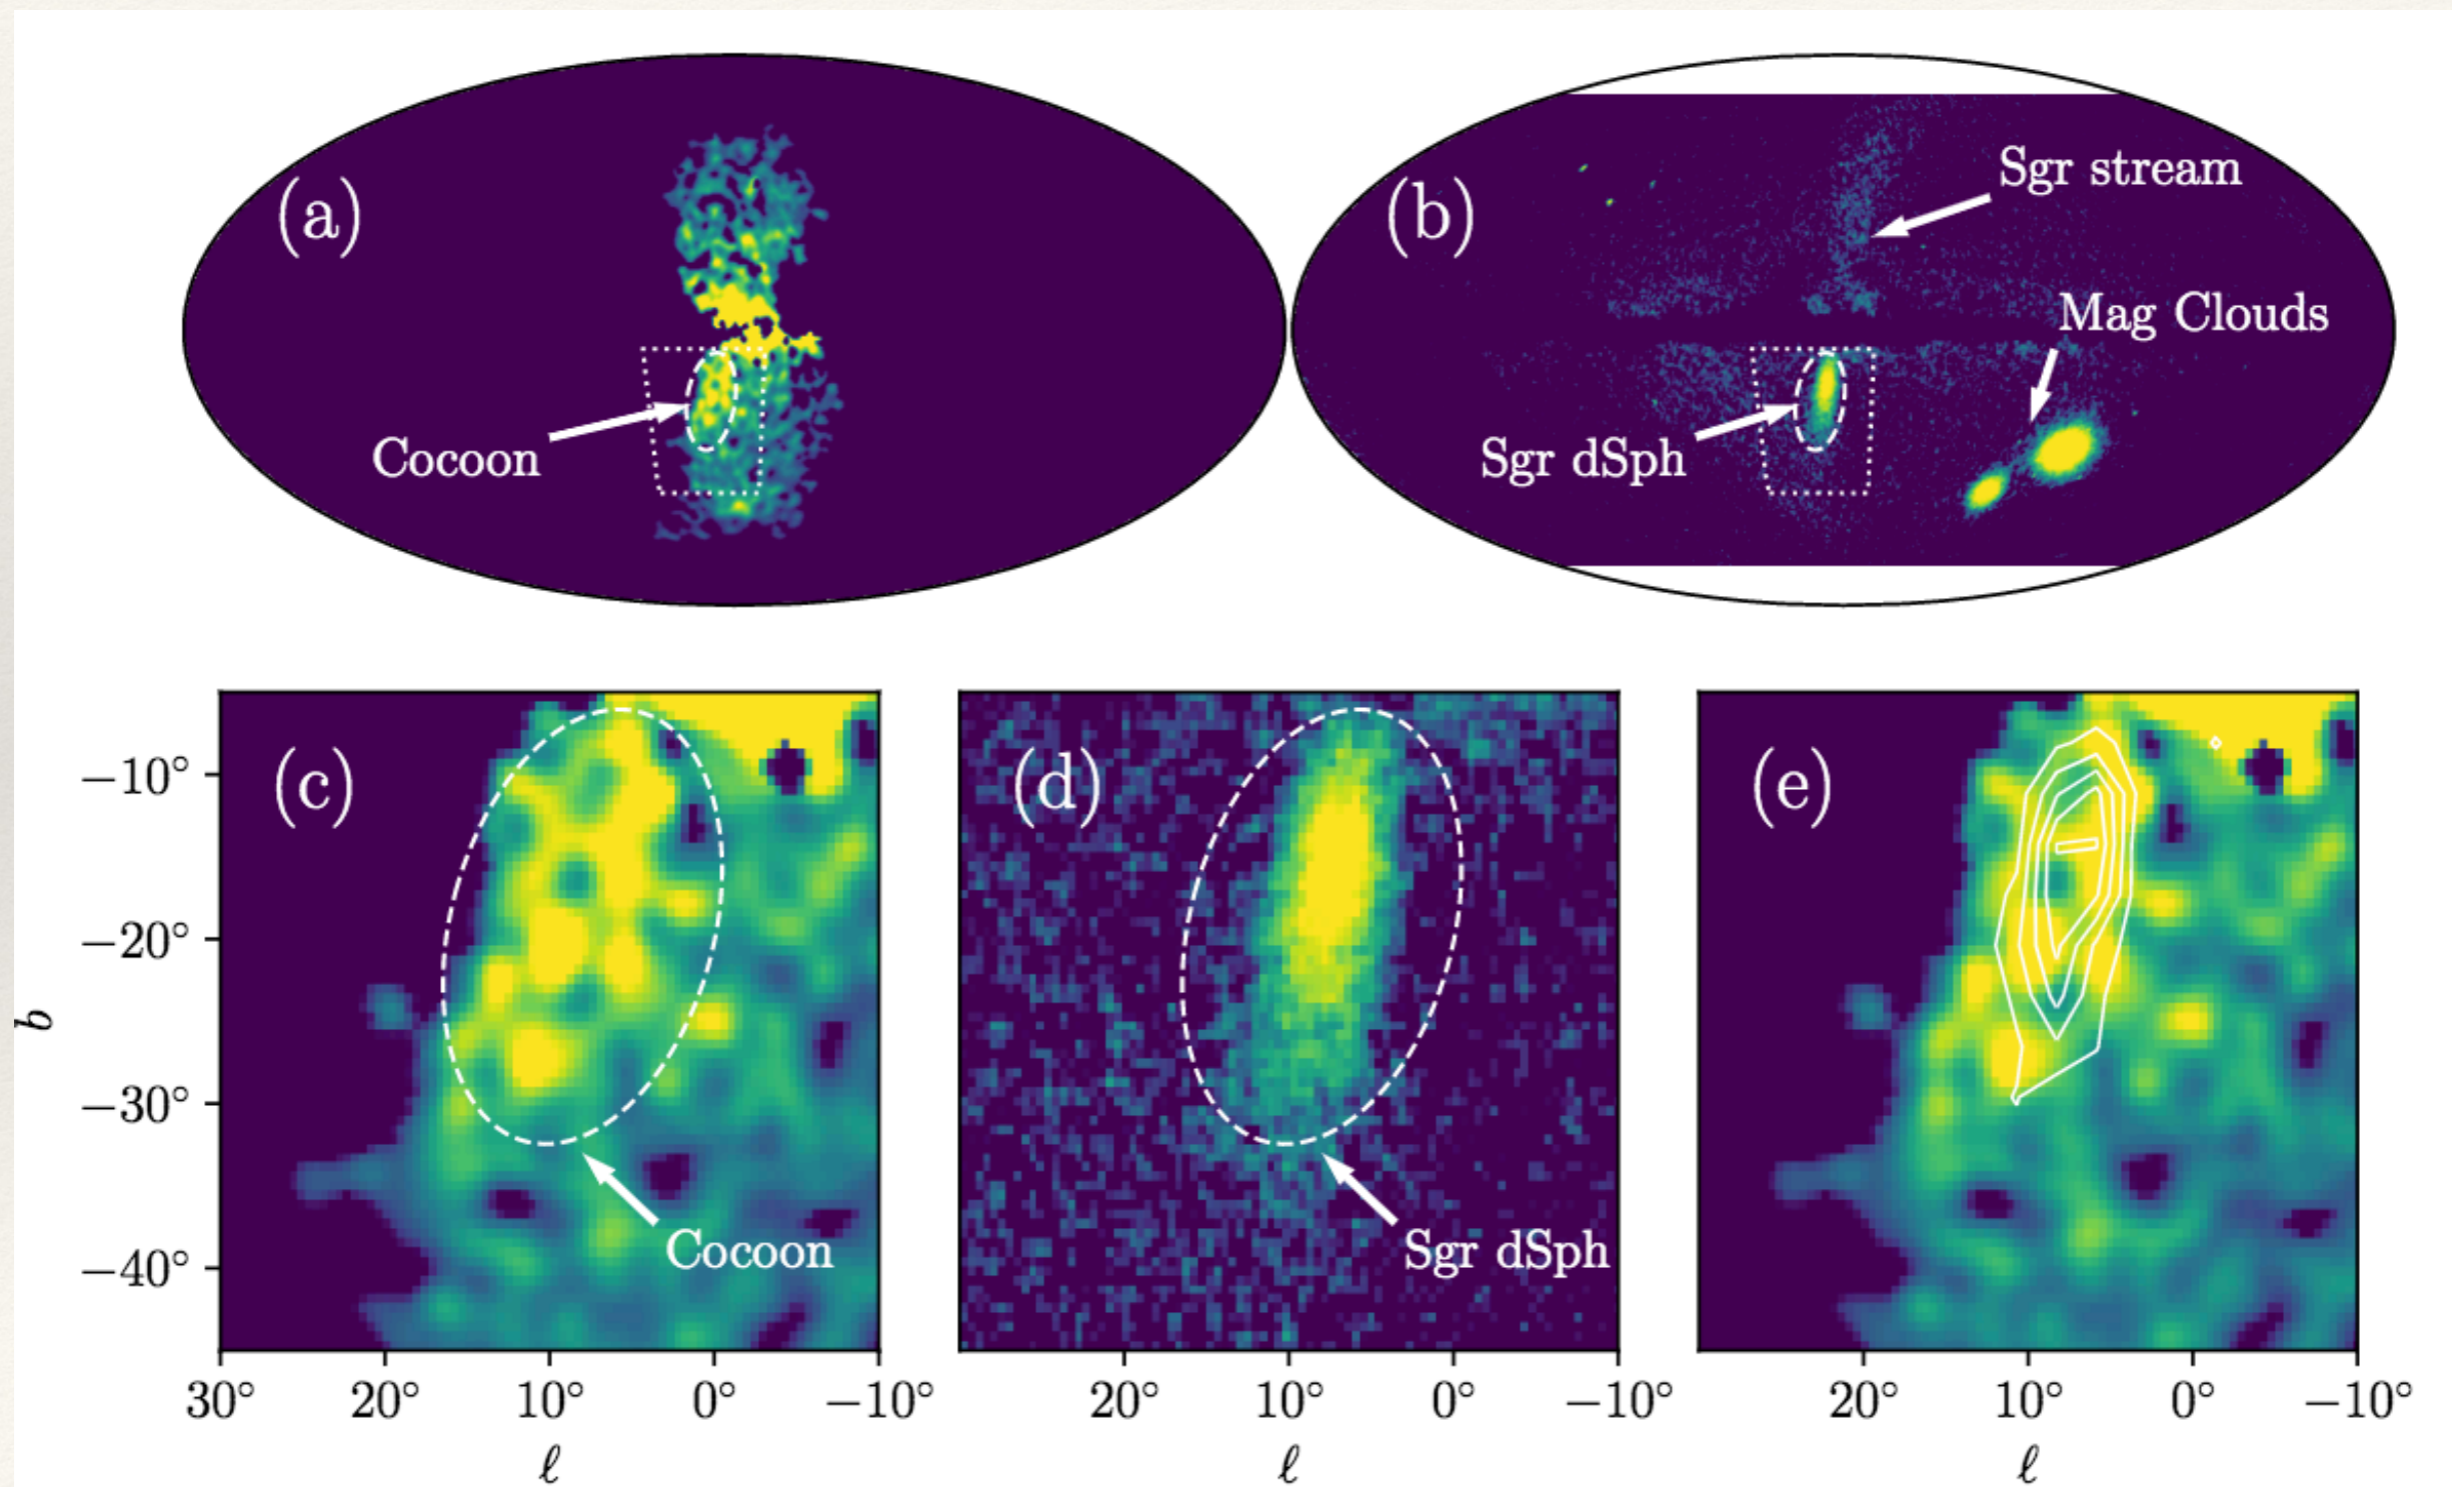 (a)
Cocoon
(b)
Sgr stream
Mag Clouds
Sgr dSph
(c)
Cocoon
(d)
Sgr dSph
(e)
−10°
−20°
−30°
−40°
b
30° 20° 10° 0° −10°
ℓ
20° 10° 0° −10°
ℓ
20° 10° 0° −10°
ℓ